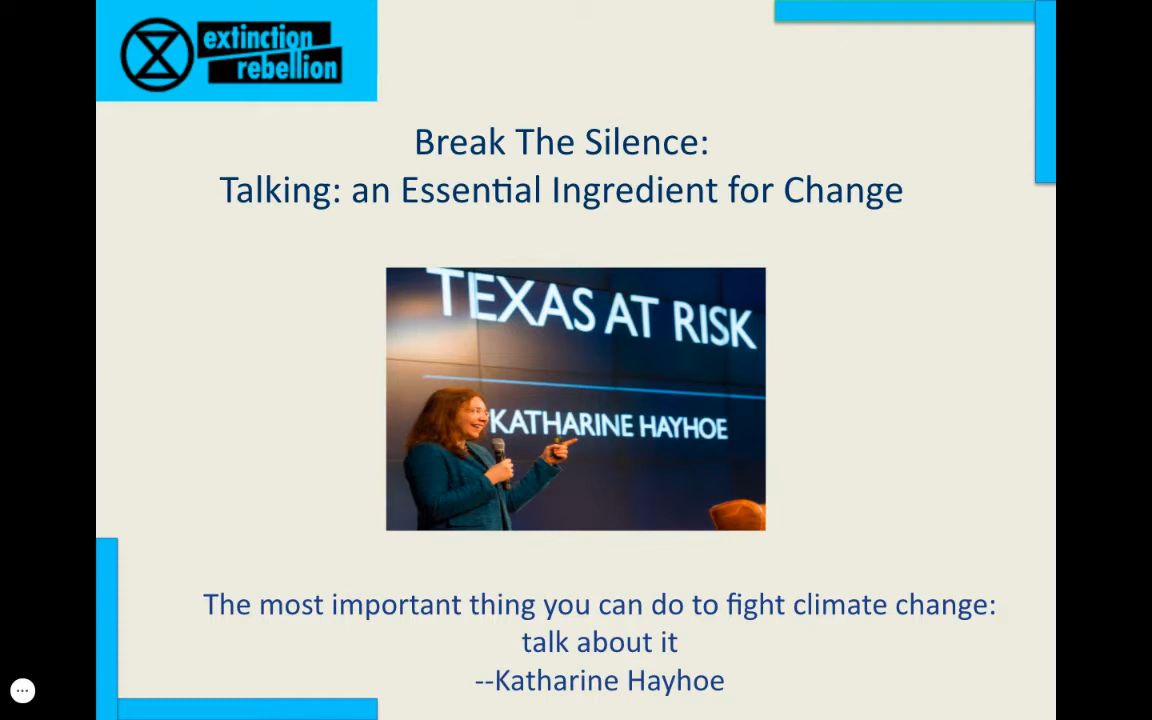 extinction
rebellion
Break The Silence:
Talking: an Essential Ingredient for Change
TEXAS AT RISK
KATHARINE HAYHOE
The most important thing you can do to fight climate change:
talk about it
--Katharine Hayhoe